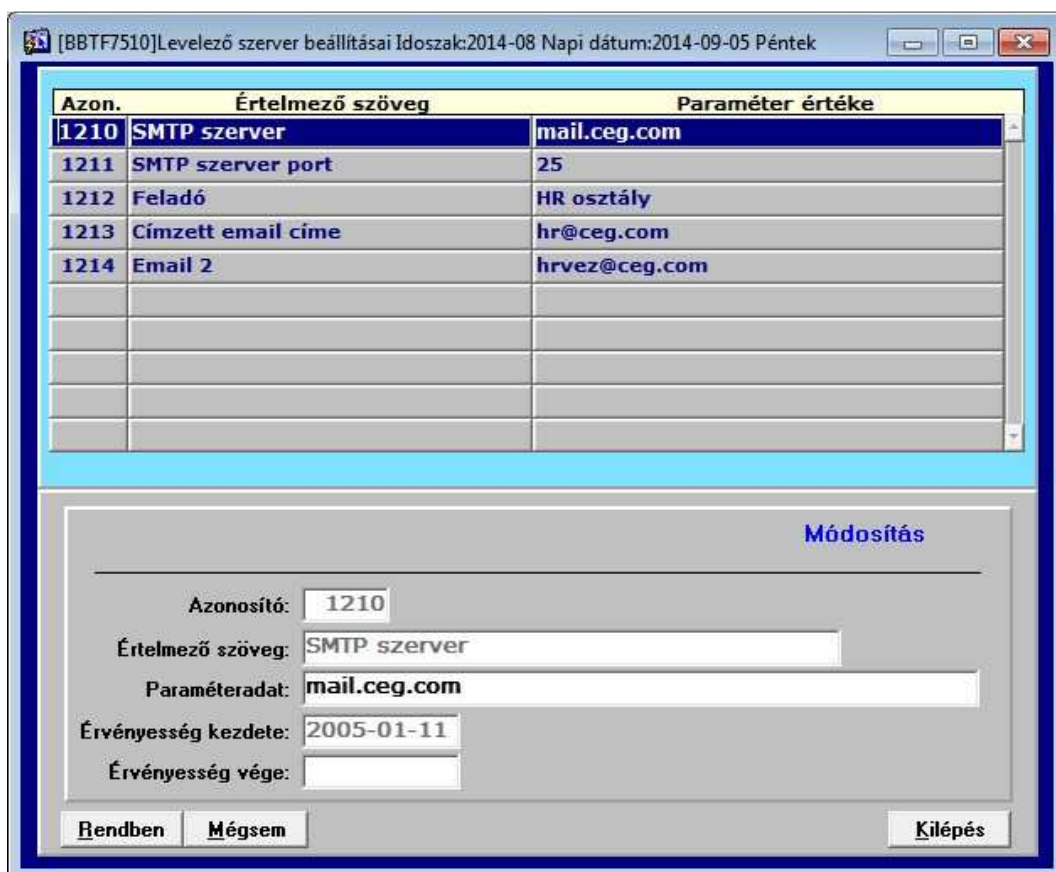 [BBTF7510]Levelező szerver beállításai Idoszak:2014-08 Napi dátum:2014-09-05 Péntek
Azon. Értelmező szöveg Paraméter értéke
1210 SMTP szerver mail.ceg.com
1211 SMTP szerver port 25
1212 Feladó HR osztály
1213 Címzett email címe hr@ceg.com
1214 Email 2 hrvez@ceg.com
Módosítás
Azonosító: 1210
Értelmező szöveg: SMTP szerver
Paraméteradat: mail.ceg.com
Érvényesség kezdete: 2005-01-11
Érvényesség vége:
Rendben Mégsem Kilépés